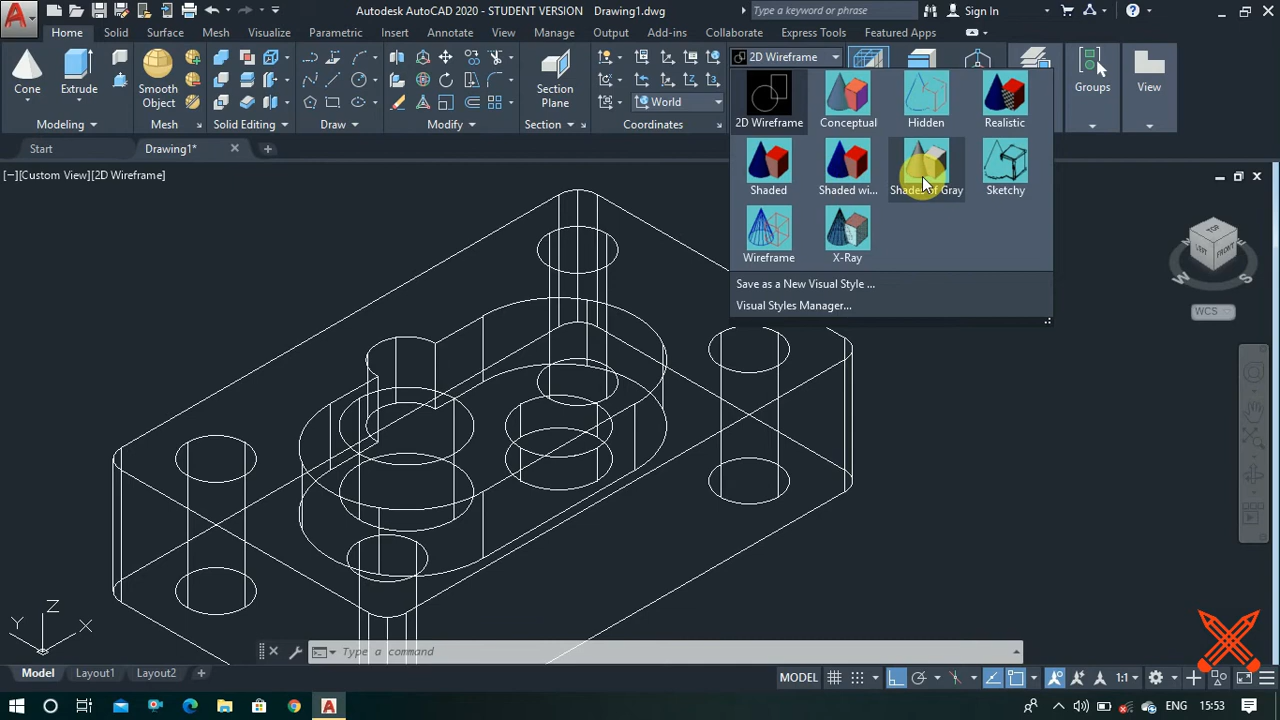 Autodesk AutoCAD 2020 - STUDENT VERSION Drawing1.dwg
Type a keyword or phrase
Sign In
Home Solid Surface Mesh Visualize Parametric Insert Annotate View Manage Output Add-ins Collaborate Express Tools Featured Apps
2D Wireframe
Cone
Extrude
Smooth
Object
Section
Plane
World
Groups
View
Modeling
Mesh
Solid Editing
Draw
Modify
Section
Coordinates
2D Wireframe Conceptual Hidden Realistic
Shaded Shaded wi... Shades of Gray Sketchy
Wireframe X-Ray
Save as a New Visual Style ...
Visual Styles Manager...
Start Drawing1*
[−][Custom View][2D Wireframe]
TOP
LEFT FRONT
W S
WCS
Z
Y X
Type a command
Model Layout1 Layout2
MODEL
1:1
ENG 15:53